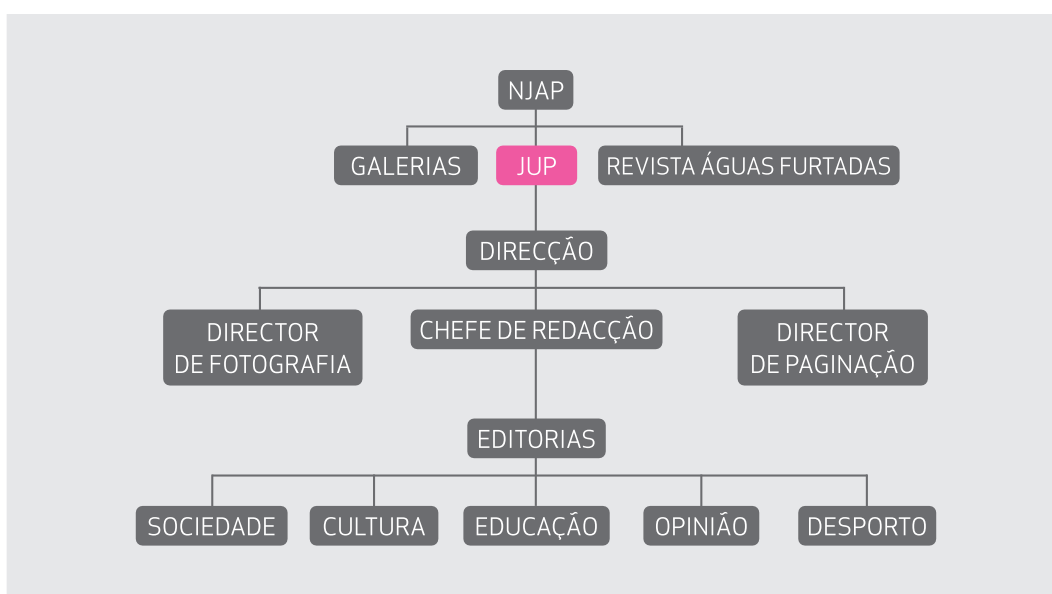 NJAP
GALERIAS
JUP
REVISTA ÁGUAS FURTADAS
DIRECÇÃO
DIRECTOR
DE FOTOGRAFIA
CHEFE DE REDACÇÃO
DIRECTOR
DE PAGINAÇÃO
EDITORIAS
SOCIEDADE
CULTURA
EDUCAÇÃO
OPINIÃO
DESPORTO